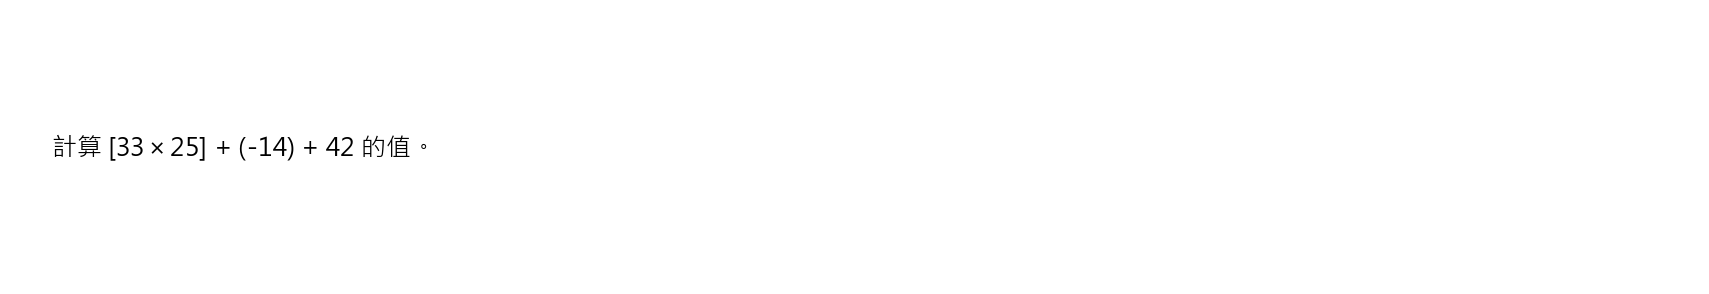 計算 [33 × 25] + (-14) + 42 的值。